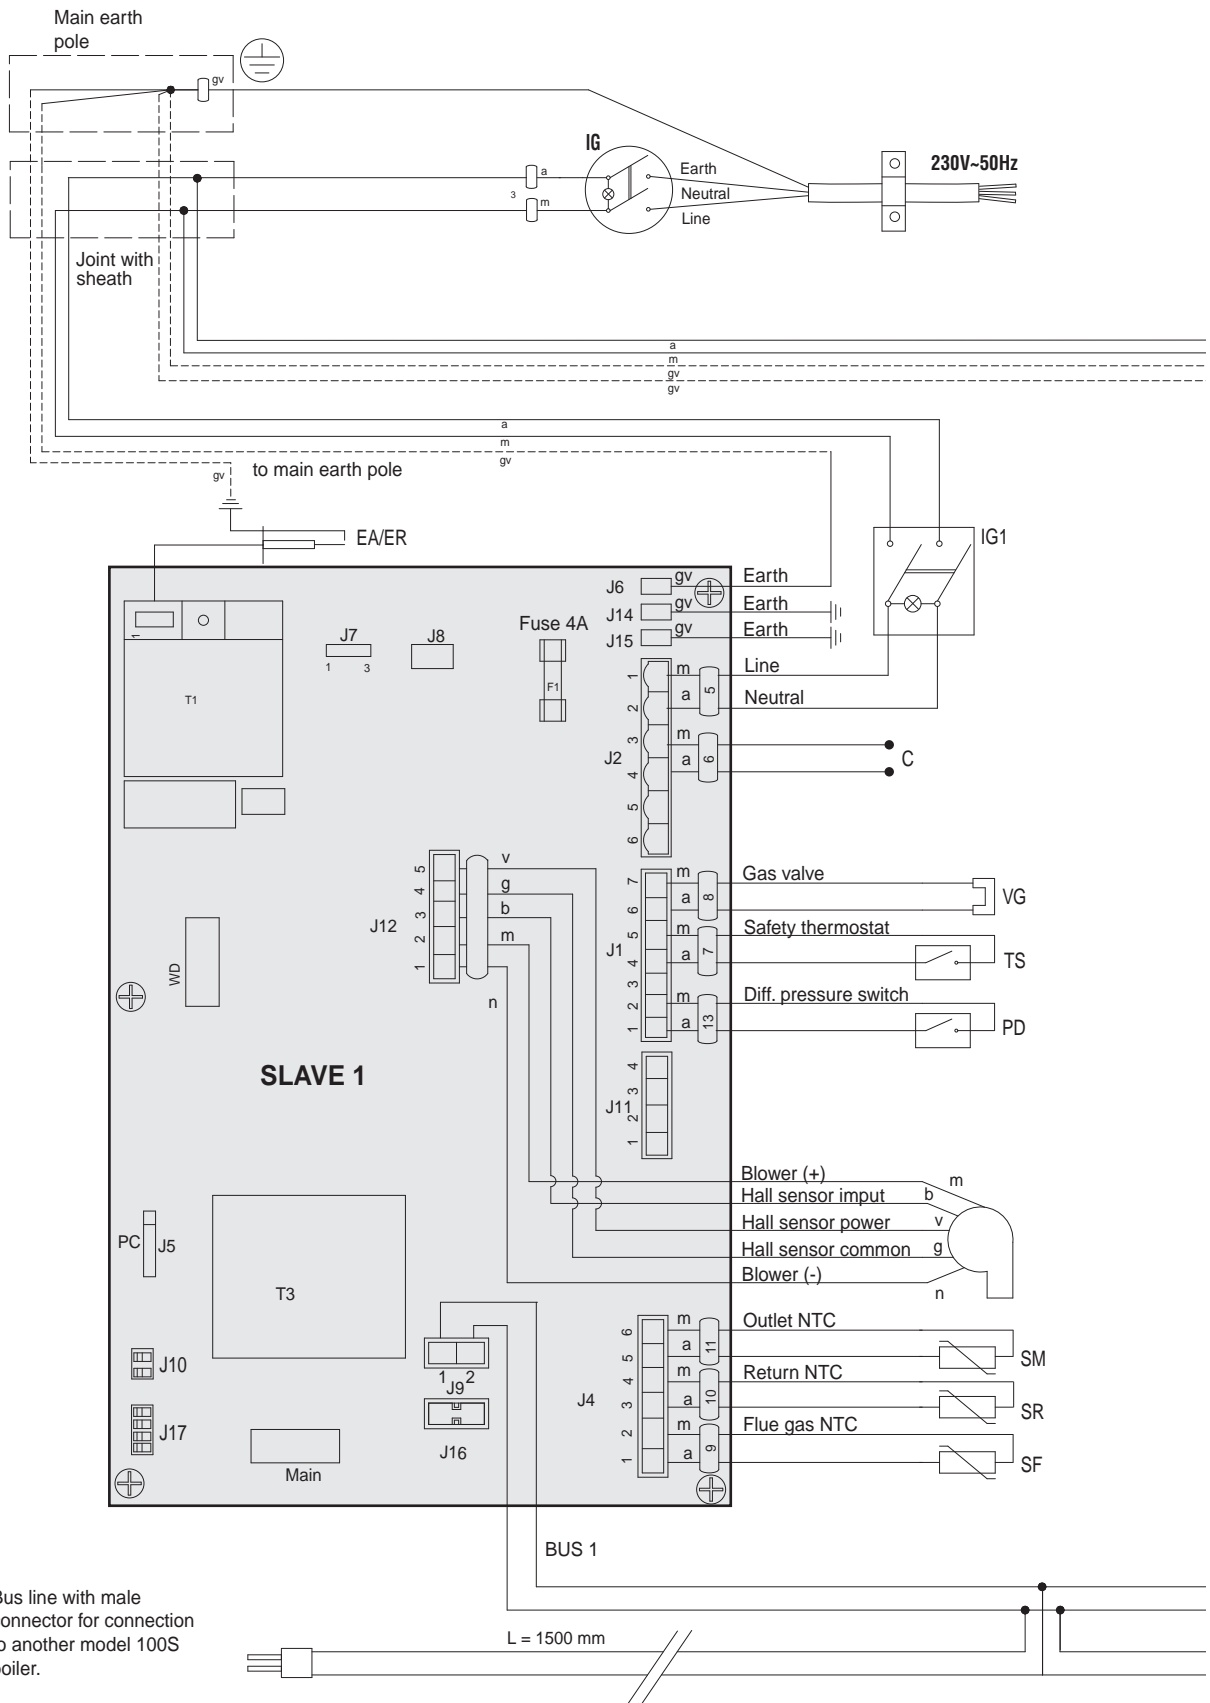 Main earth
pole
gv
IG
230V~50Hz
a
Earth
3
Neutral
m
Line
Joint with
sheath
a
m
gv
gv
a
m
gv
gv
to main earth pole
EA/ER
IG1
J6
gv
Earth
J14
gv
Earth
J15
gv
Earth
1
T1
J7
1 3
J8
Fuse 4A
F1
1
m
Line
5
2
a
Neutral
J2
3
m
6
C
4
a
5
6
J12
5
v
4
g
3
b
2
m
1
n
J1
7
m
Gas valve
8
VG
6
a
5
m
Safety thermostat
7
TS
4
a
3
2
m
Diff. pressure switch
13
PD
1
a
WD
SLAVE 1
J11
4
3
2
1
Blower (+)
m
Hall sensor imput
b
Hall sensor power
v
Hall sensor common
g
Blower (-)
n
PC
J5
T3
J10
J17
Main
1 2
J9
J16
J4
6
m
Outlet NTC
11
SM
5
a
4
m
Return NTC
10
SR
3
a
2
m
Flue gas NTC
9
SF
1
a
BUS 1
Bus line with male
onnector for connection
o another model 100S
oiler.
L = 1500 mm